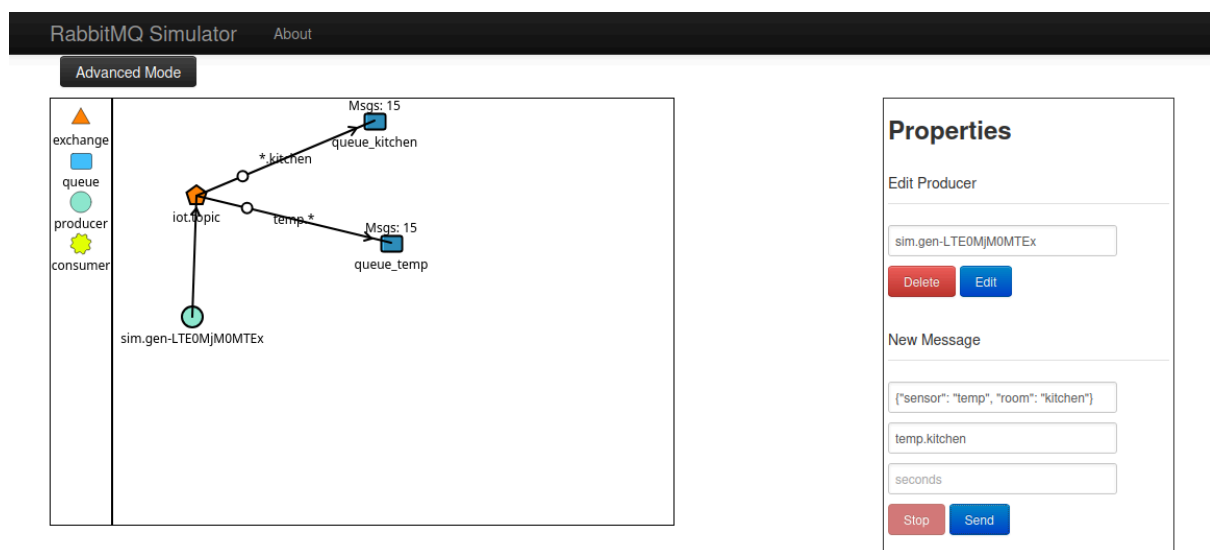 RabbitMQ Simulator About
Advanced Mode
exchange
queue
producer
consumer
Msgs: 15
queue_kitchen
*.kitchen
iot.topic
temp.*
Msgs: 15
queue_temp
sim.gen-LTE0MjM0MTEx
Properties
Edit Producer
sim.gen-LTE0MjM0MTEx
Delete Edit
New Message
{"sensor": "temp", "room": "kitchen"}
temp.kitchen
seconds
Stop Send